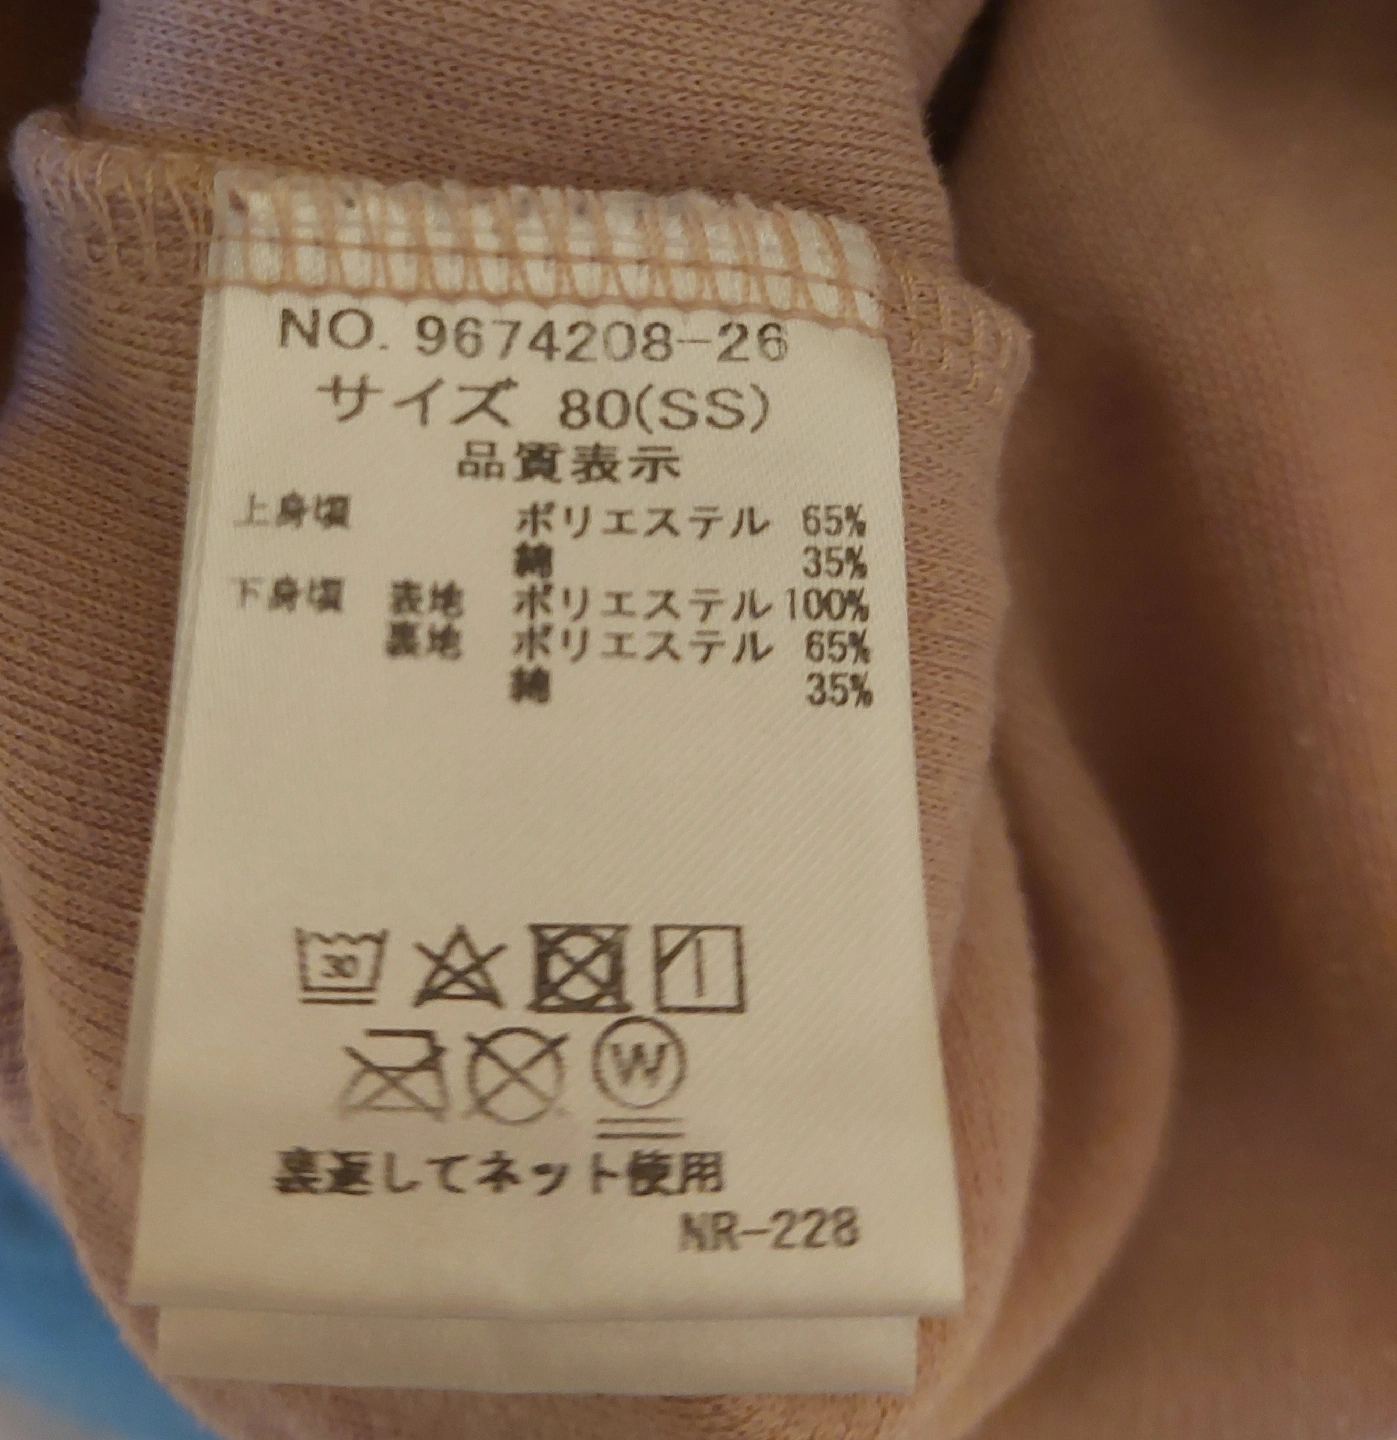 NO. 9674208-26
サイズ 80(SS)
品質表示
上身頃 ポリエステル 65%
綿 35%
下身頃 表地 ポリエステル 100%
裏地 ポリエステル 65%
綿 35%
30
W
裏返してネット使用
NR-228